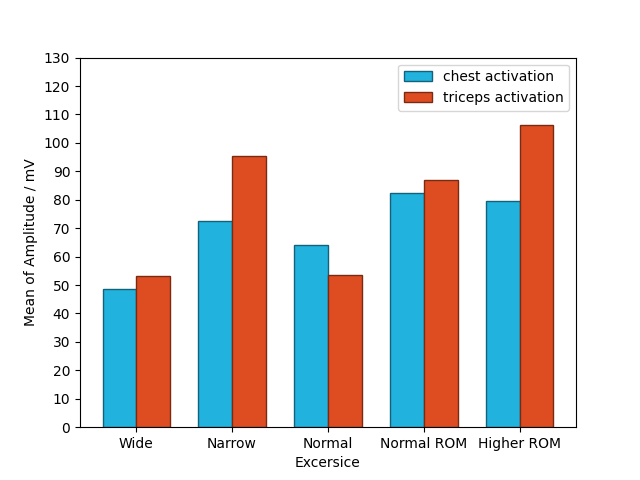 130
120
110
100
90
80
70
60
50
40
30
20
10
0
Mean of Amplitude / mV
chest activation
triceps activation
Wide Narrow Normal Normal ROM Higher ROM
Excersice